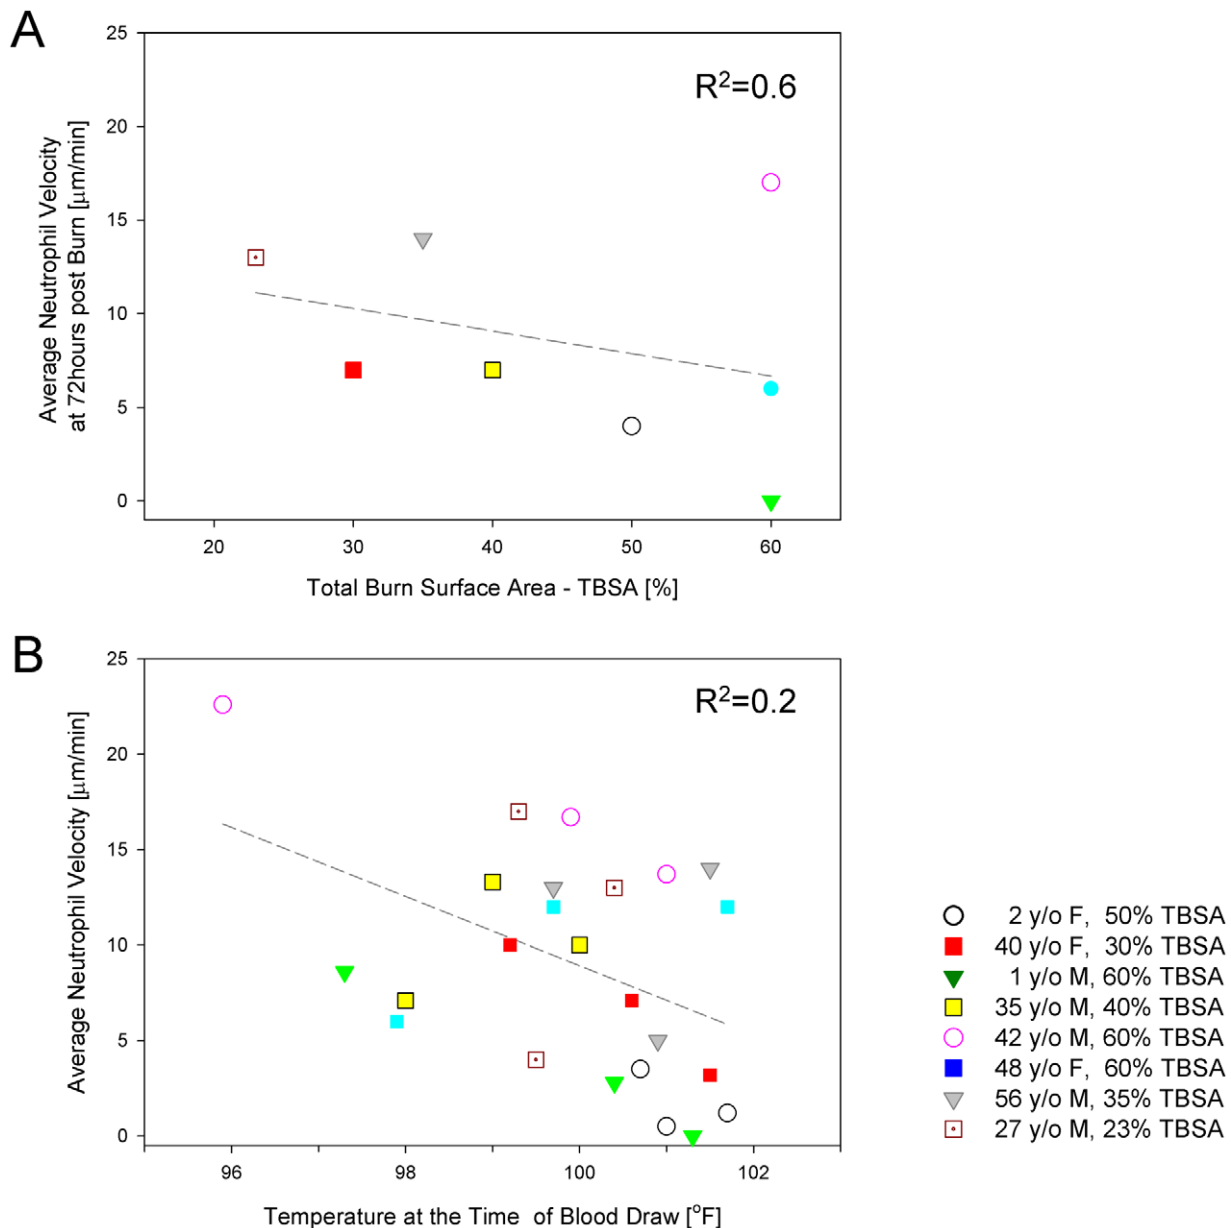 A
25
20
15
10
5
0
Average Neutrophil Velocity
at 72hours post Burn [µm/min]
R²=0.6
20 30 40 50 60
Total Burn Surface Area - TBSA [%]
B
25
20
15
10
5
0
Average Neutrophil Velocity [µm/min]
R²=0.2
96 98 100 102
Temperature at the Time of Blood Draw [°F]
2 y/o F, 50% TBSA
40 y/o F, 30% TBSA
1 y/o M, 60% TBSA
35 y/o M, 40% TBSA
42 y/o M, 60% TBSA
48 y/o F, 60% TBSA
56 y/o M, 35% TBSA
27 y/o M, 23% TBSA